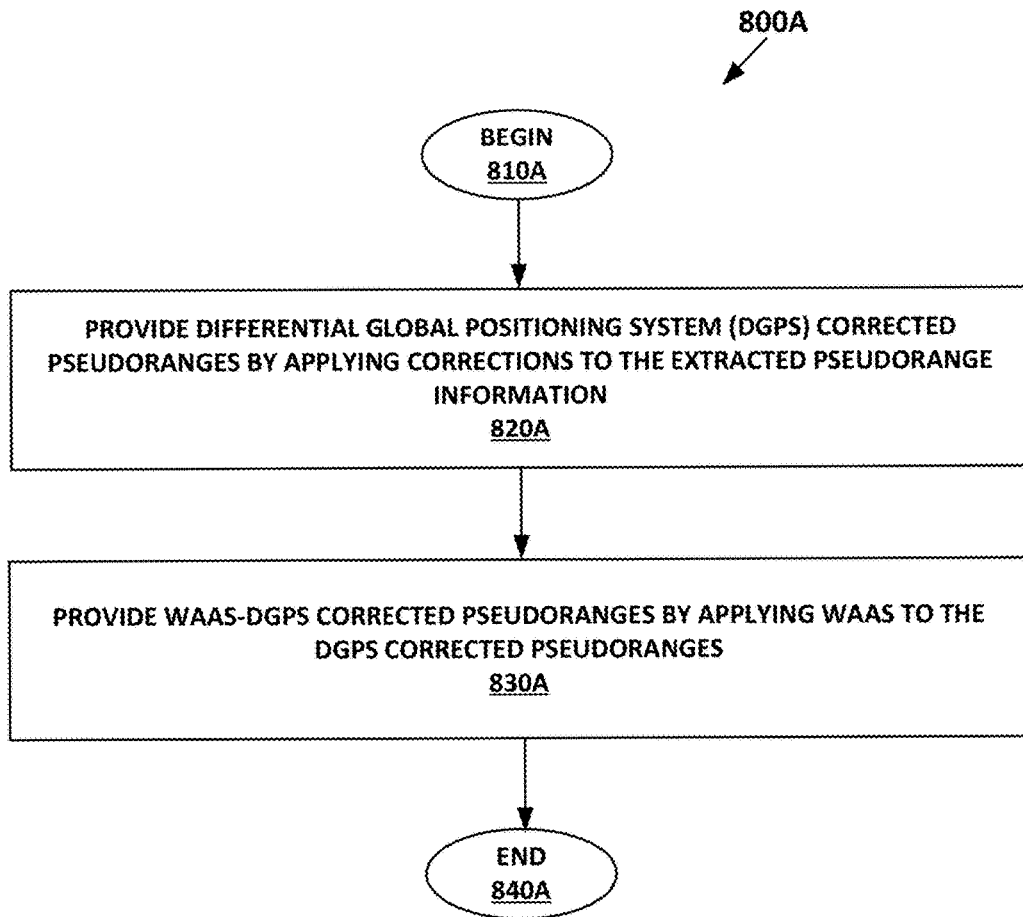 800A
BEGIN
810A
PROVIDE DIFFERENTIAL GLOBAL POSITIONING SYSTEM (DGPS) CORRECTED
PSEUDORANGES BY APPLYING CORRECTIONS TO THE EXTRACTED PSEUDORANGE
INFORMATION
820A
PROVIDE WAAS-DGPS CORRECTED PSEUDORANGES BY APPLYING WAAS TO THE
DGPS CORRECTED PSEUDORANGES
830A
END
840A